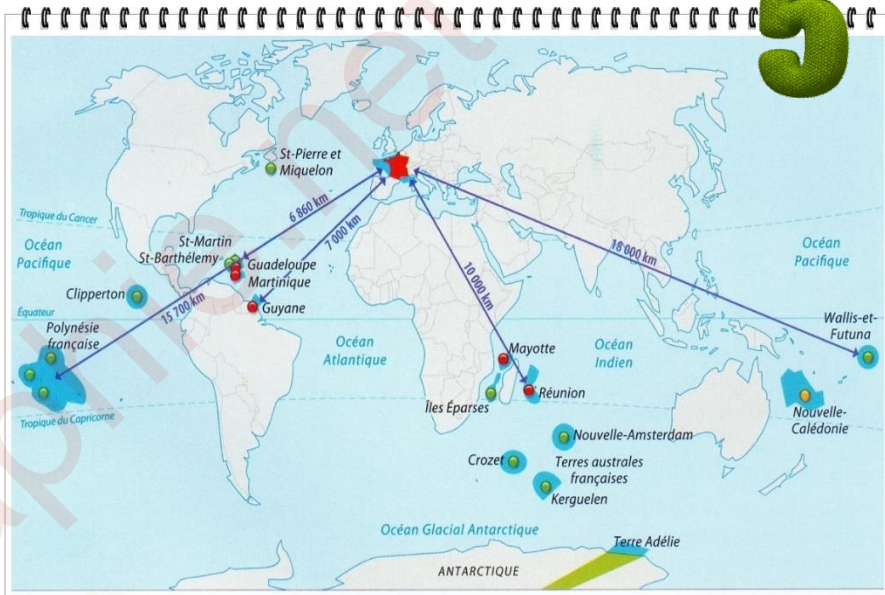 5
St-Pierre et
Miquelon
6 860 km
7 000 km
Tropique du Cancer
Océan
Pacifique
St-Martin
St-Barthélemy
Guadeloupe
Martinique
18 000 km
Océan
Pacifique
10 000 km
Clipperton
15 700 km
Guyane
Équateur
Polynésie
française
Océan
Atlantique
Mayotte
Océan
Indien
Wallis-et-
Futuna
Îles Éparses
Réunion
Tropique du Capricorne
Nouvelle-
Calédonie
Nouvelle-Amsterdam
Crozet
Terres australes
françaises
Kerguelen
Océan Glacial Antarctique
Terre Adélie
ANTARCTIQUE
aphie.net